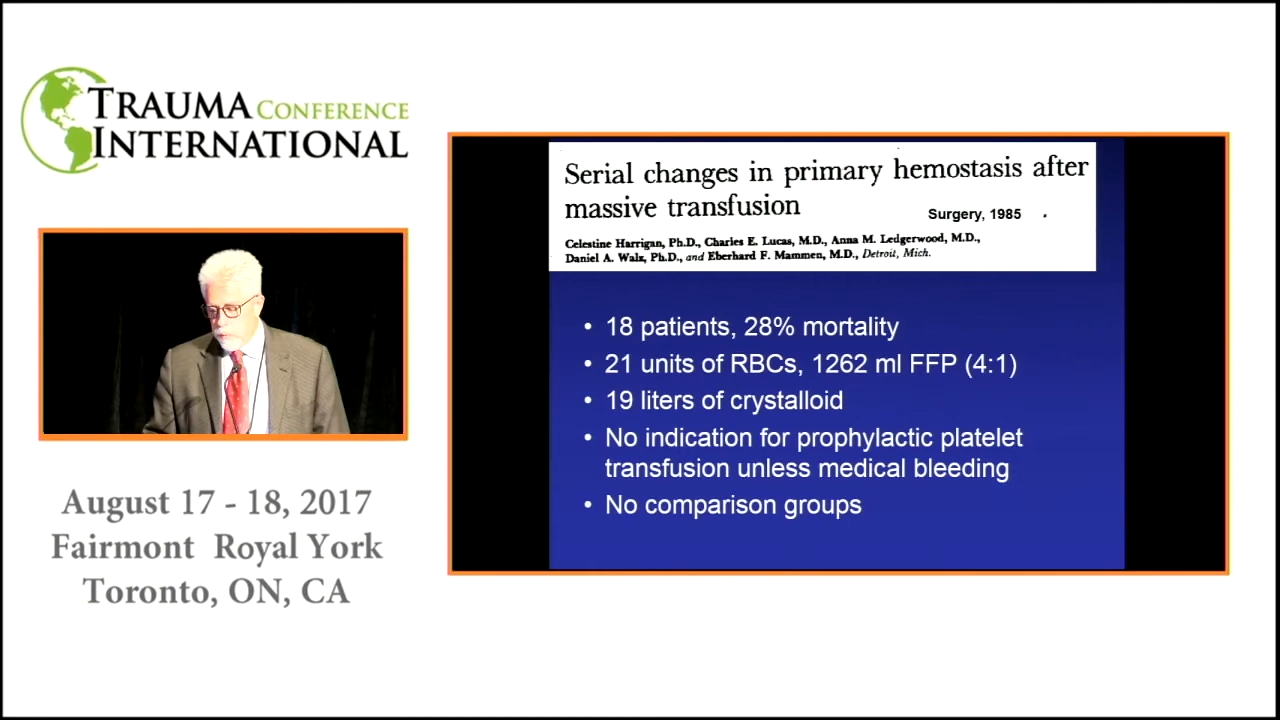 TRAUMA CONFERENCE
INTERNATIONAL
August 17 - 18, 2017
Fairmont Royal York
Toronto, ON, CA
Serial changes in primary hemostasis after
massive transfusion
Surgery, 1985
Celestine Harrigan, Ph.D., Charles E. Lucas, M.D., Anna M. Ledgerwood, M.D.,
Daniel A. Walz, Ph.D., and Eberhard F. Mammen, M.D., Detroit, Mich.
• 18 patients, 28% mortality
• 21 units of RBCs, 1262 ml FFP (4:1)
• 19 liters of crystalloid
• No indication for prophylactic platelet
transfusion unless medical bleeding
• No comparison groups